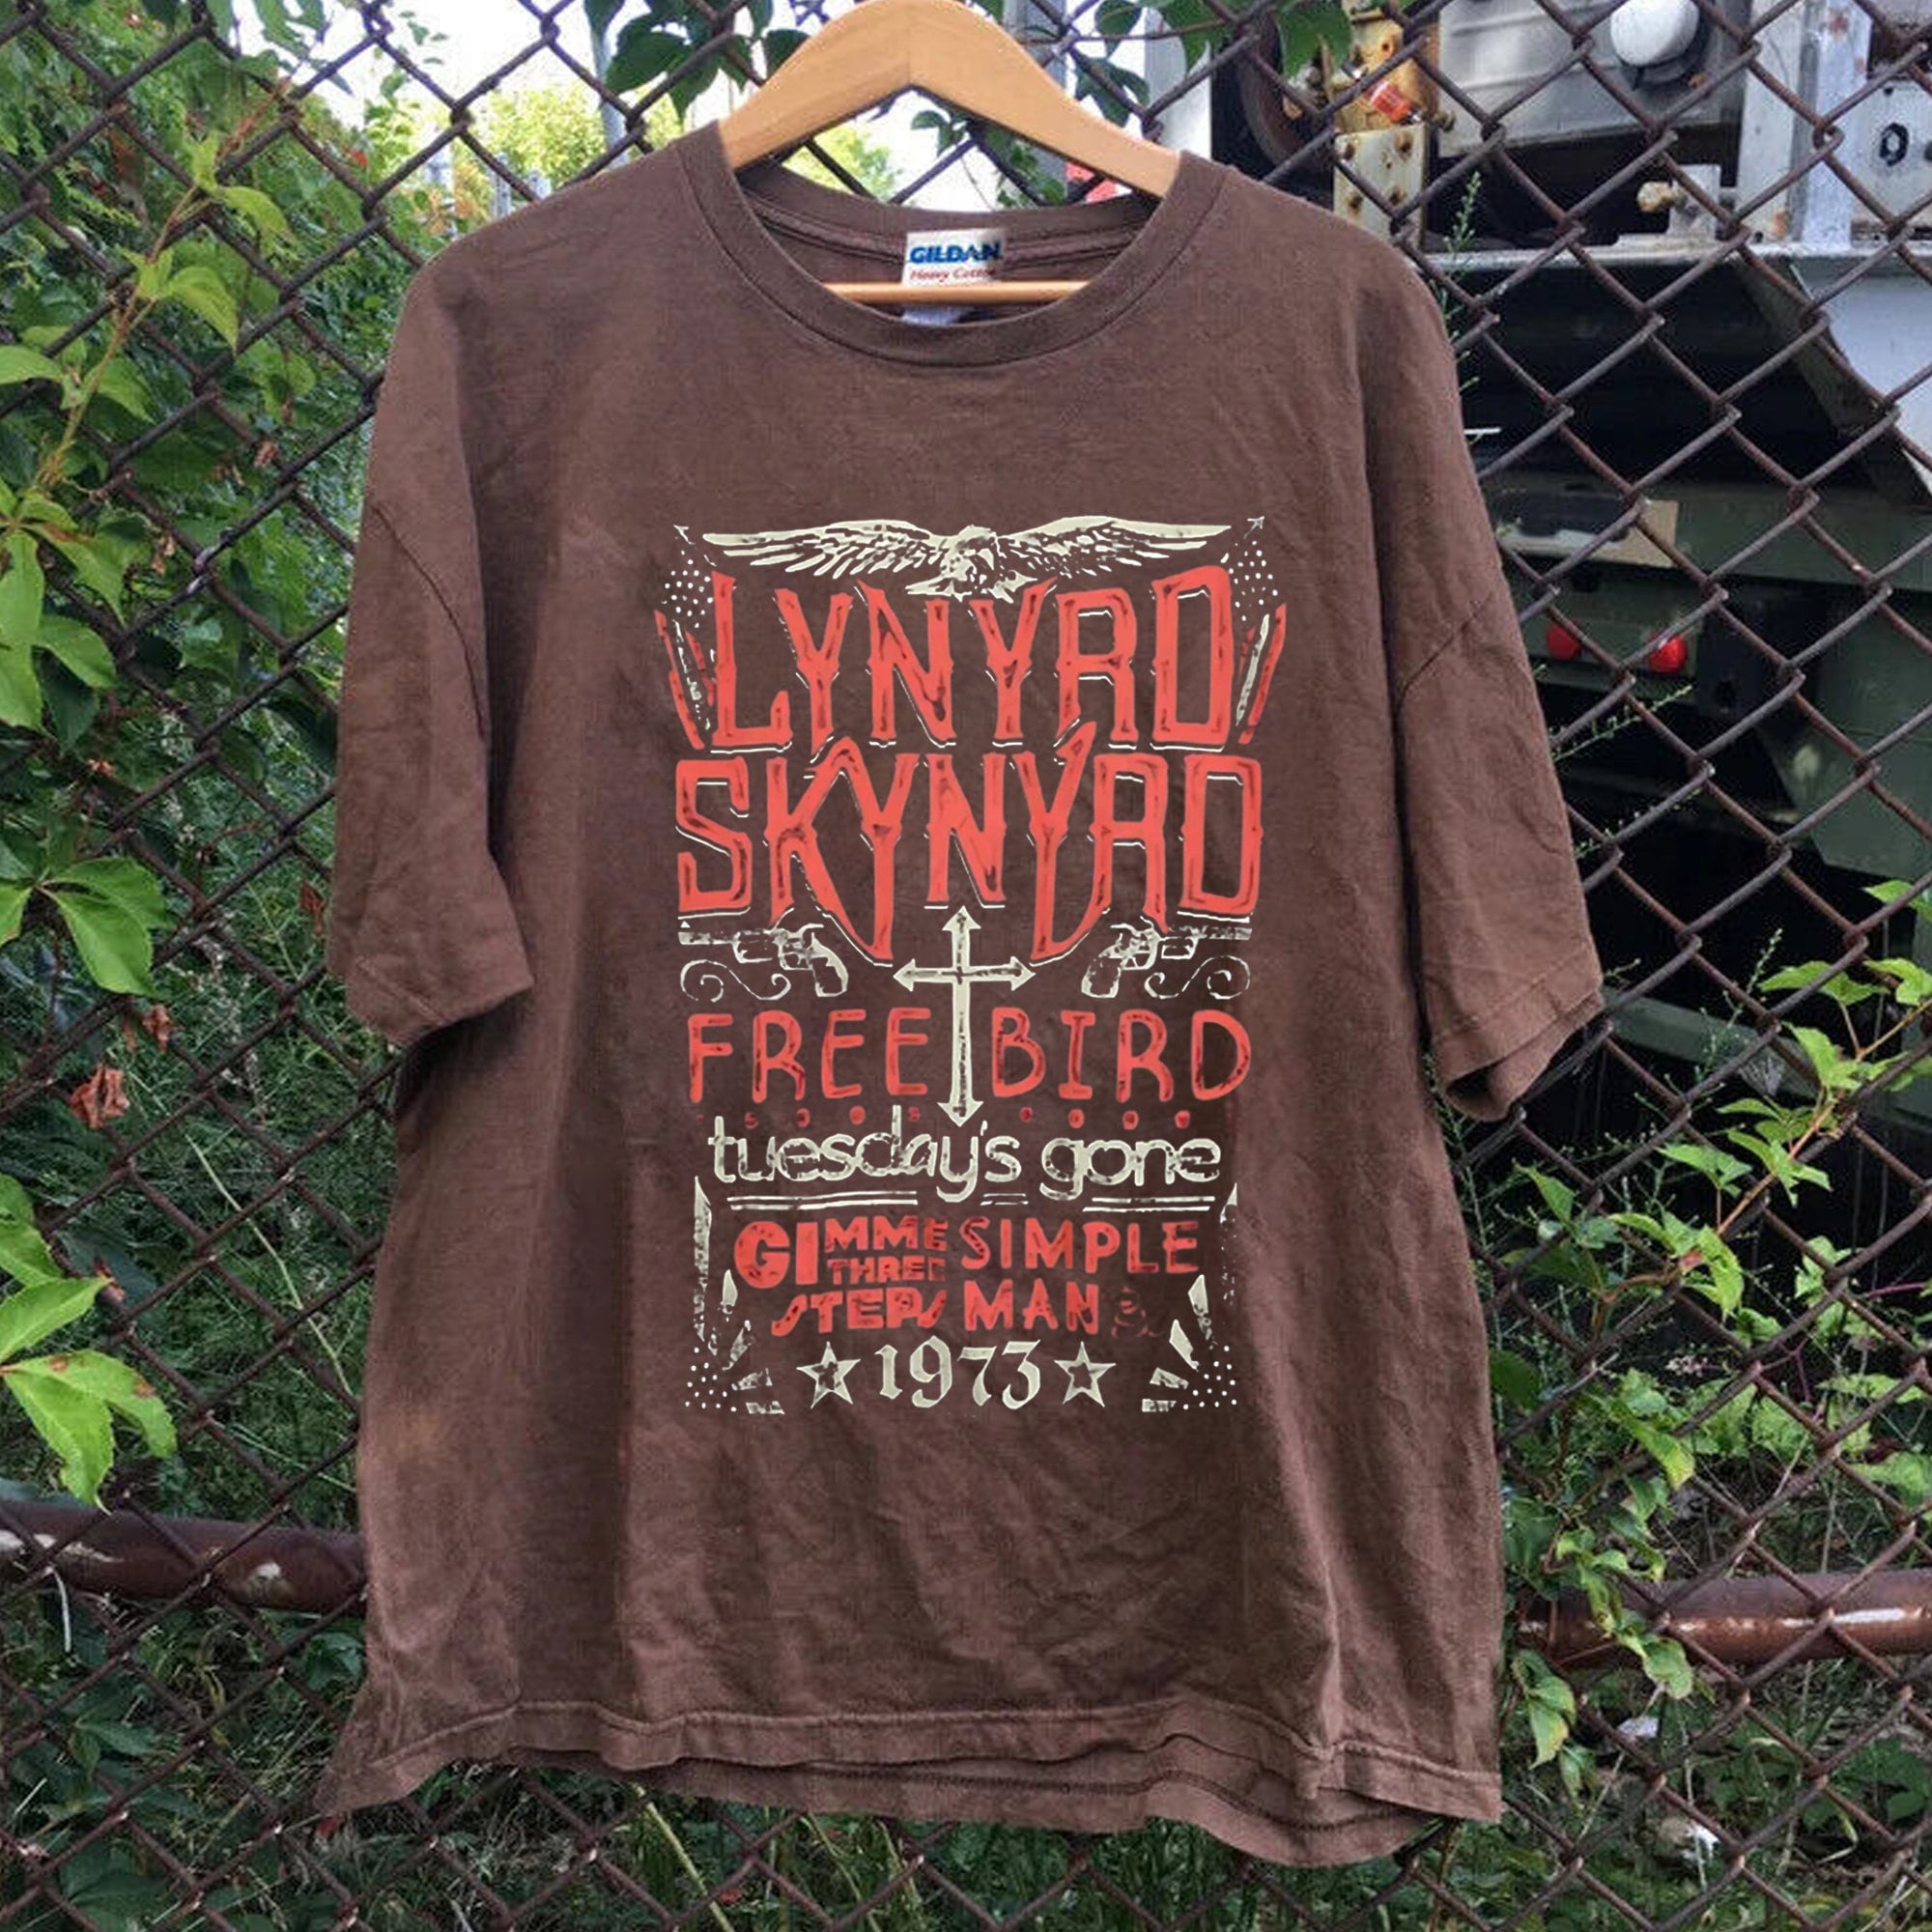 GILDAN
Heavy Cotton
LYNYRD
SKYNYRD
FREE BIRD
tuesday's gone
GIMME THREE STEPS
SIMPLE MAN
1973